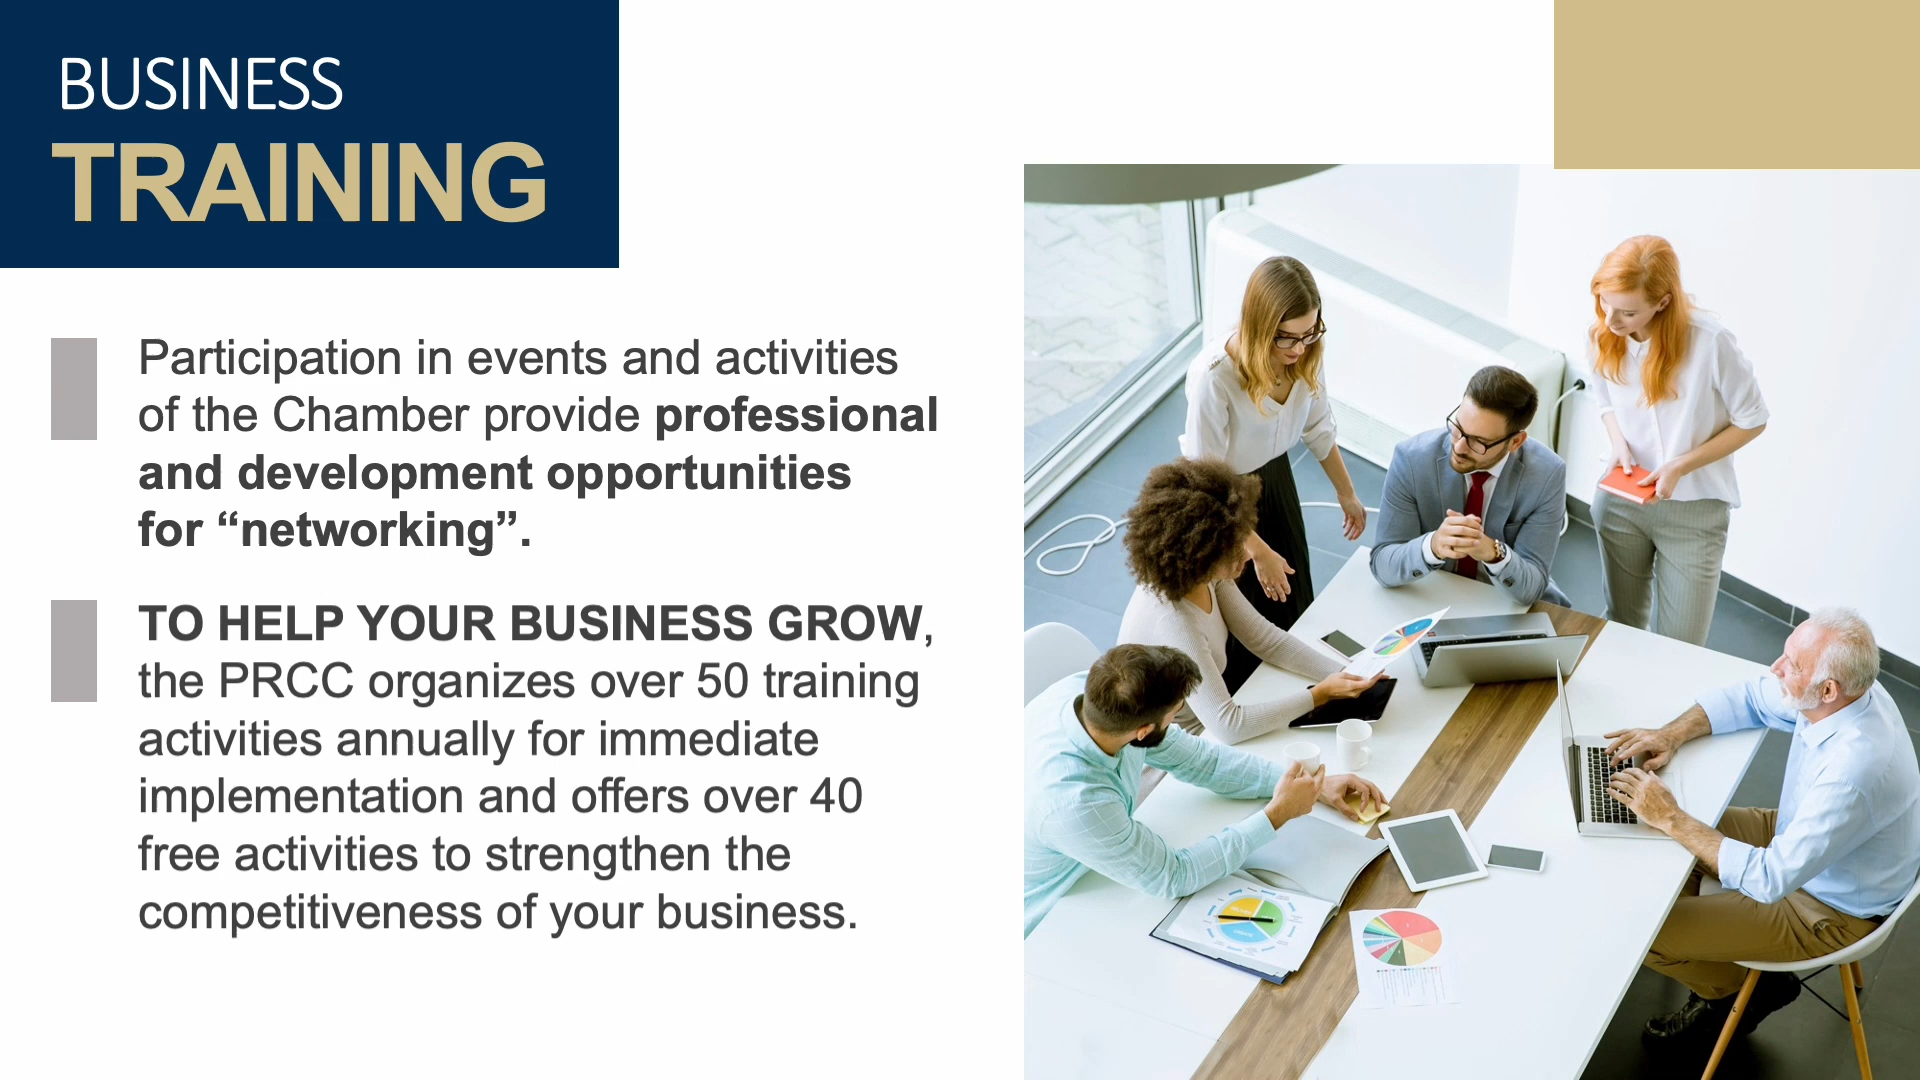 BUSINESS
TRAINING
Participation in events and activities
of the Chamber provide professional
and development opportunities
for “networking”.
TO HELP YOUR BUSINESS GROW,
the PRCC organizes over 50 training
activities annually for immediate
implementation and offers over 40
free activities to strengthen the
competitiveness of your business.